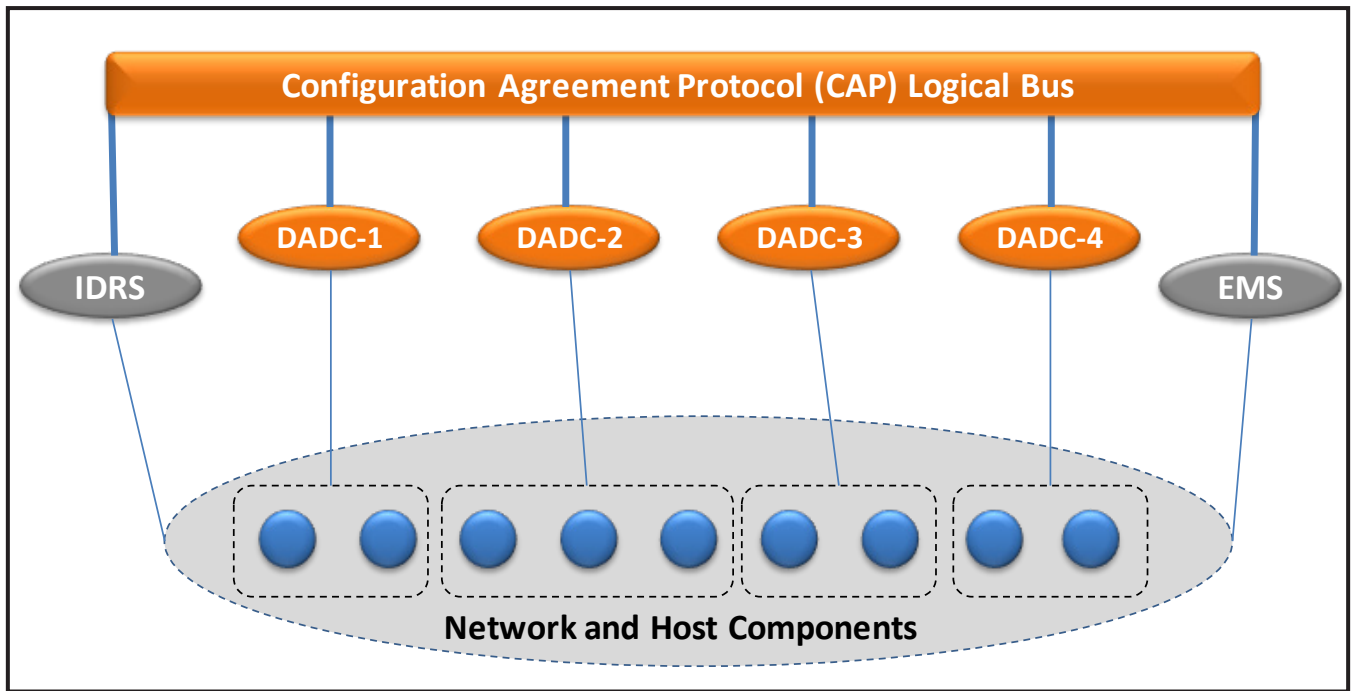 Configuration Agreement Protocol (CAP) Logical Bus
DADC-1
DADC-2
DADC-3
DADC-4
IDRS
EMS
Network and Host Components